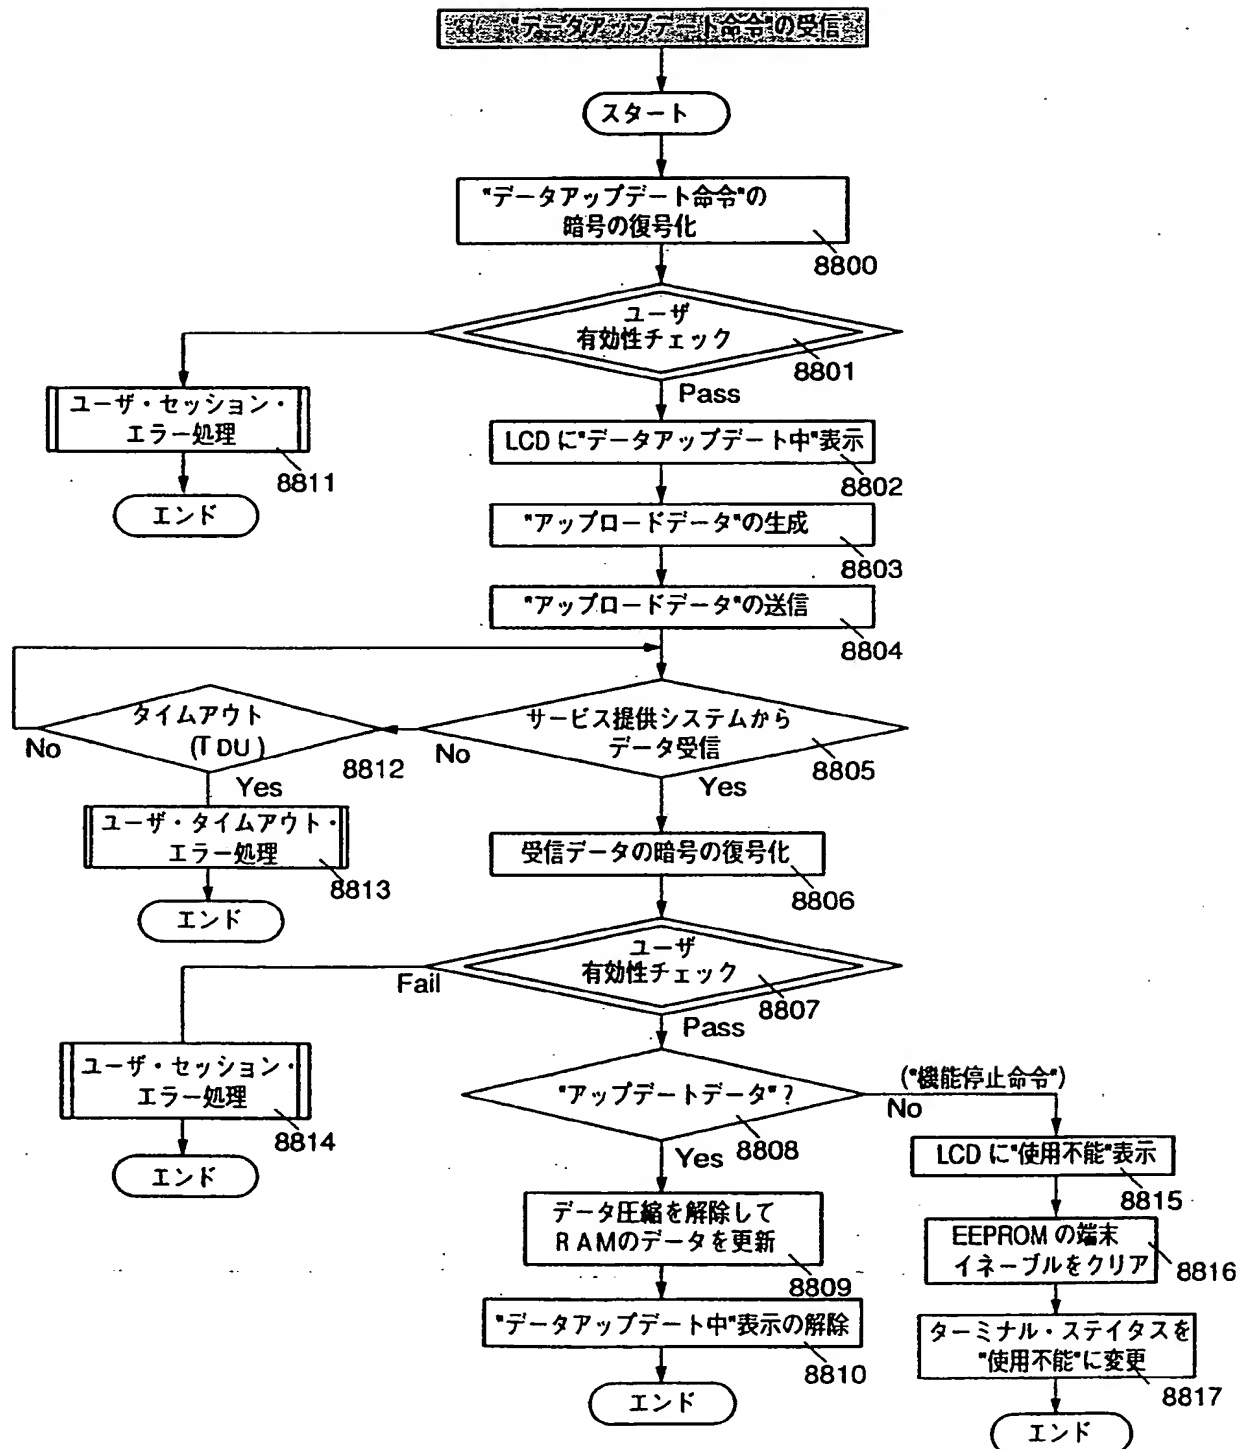 "データアップデート命令"の受信
スタート
"データアップデート命令"の
暗号の復号化
8800
ユーザ
有効性チェック
8801
Pass
ユーザ・セッション・
エラー処理
8811
エンド
LCDに"データアップデート中"表示
8802
"アップロードデータ"の生成
8803
"アップロードデータ"の送信
8804
サービス提供システムから
データ受信
8805
No
Yes
タイムアウト
(TDU)
8812
No
Yes
ユーザ・タイムアウト・
エラー処理
8813
エンド
受信データの暗号の復号化
8806
ユーザ
有効性チェック
8807
Fail
Pass
ユーザ・セッション・
エラー処理
8814
エンド
"アップデートデータ"?
8808
("機能停止命令")
No
Yes
LCDに"使用不能"表示
8815
EEPROMの端末
イネーブルをクリア
8816
ターミナル・ステイタスを
"使用不能"に変更
8817
エンド
データ圧縮を解除して
RAMのデータを更新
8809
"データアップデート中"表示の解除
8810
エンド